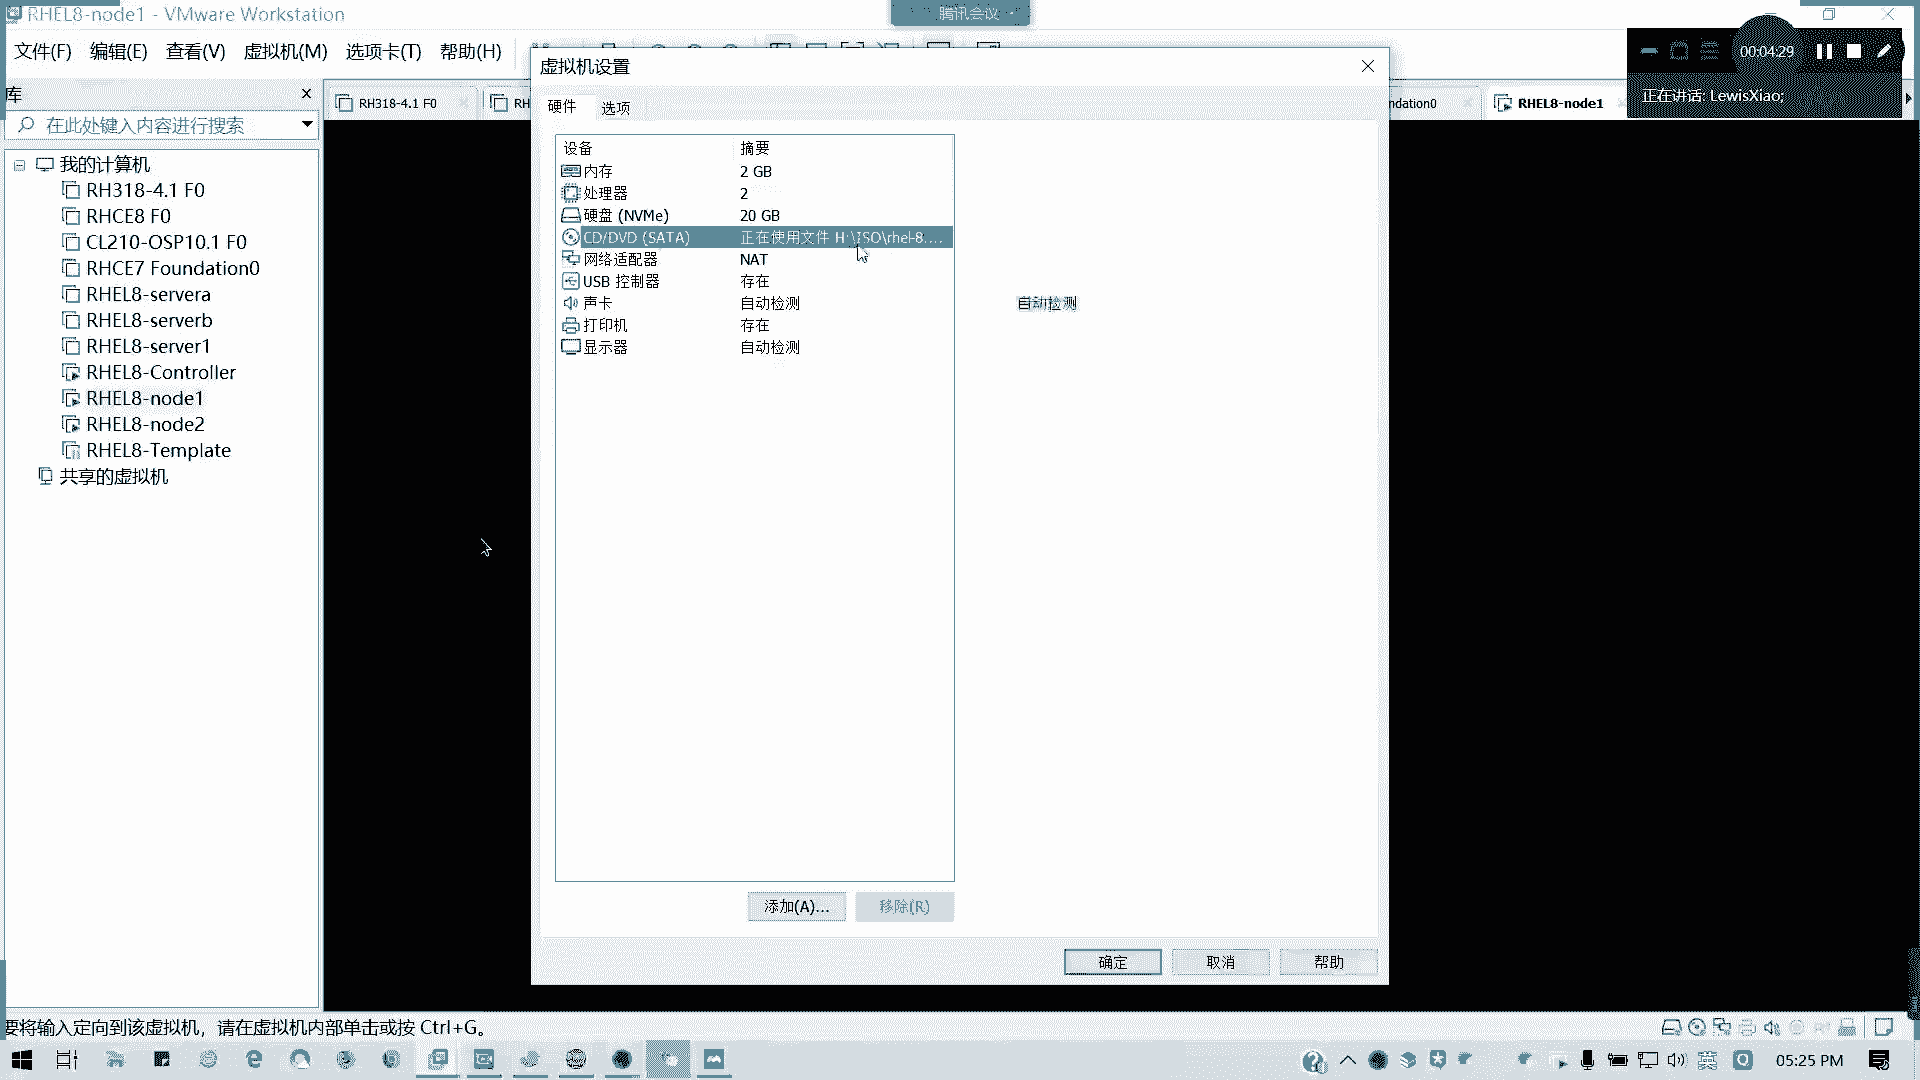 RHEL8-node1 - VMware Workstation
腾讯会议
文件(F) 编辑(E) 查看(V) 虚拟机(M) 选项卡(T) 帮助(H)
00:04:29
正在讲话: LewisXiao;
库
在此处键入内容进行搜索
我的计算机
RH318-4.1 F0
RHCE8 F0
CL210-OSP10.1 F0
RHCE7 Foundation0
RHEL8-servera
RHEL8-serverb
RHEL8-server1
RHEL8-Controller
RHEL8-node1
RHEL8-node2
RHEL8-Template
共享的虚拟机
RH318-4.1 F0
RH
ndation0
RHEL8-node1
虚拟机设置
硬件 选项
设备 摘要
内存 2 GB
处理器 2
硬盘 (NVMe) 20 GB
CD/DVD (SATA) 正在使用文件 H:\ISO\rhel-8....
网络适配器 NAT
USB 控制器 存在
声卡 自动检测
打印机 存在
显示器 自动检测
自动检测
添加(A)... 移除(R)
确定 取消 帮助
要将输入定向到该虚拟机，请在虚拟机内部单击或按 Ctrl+G。
英
05:25 PM